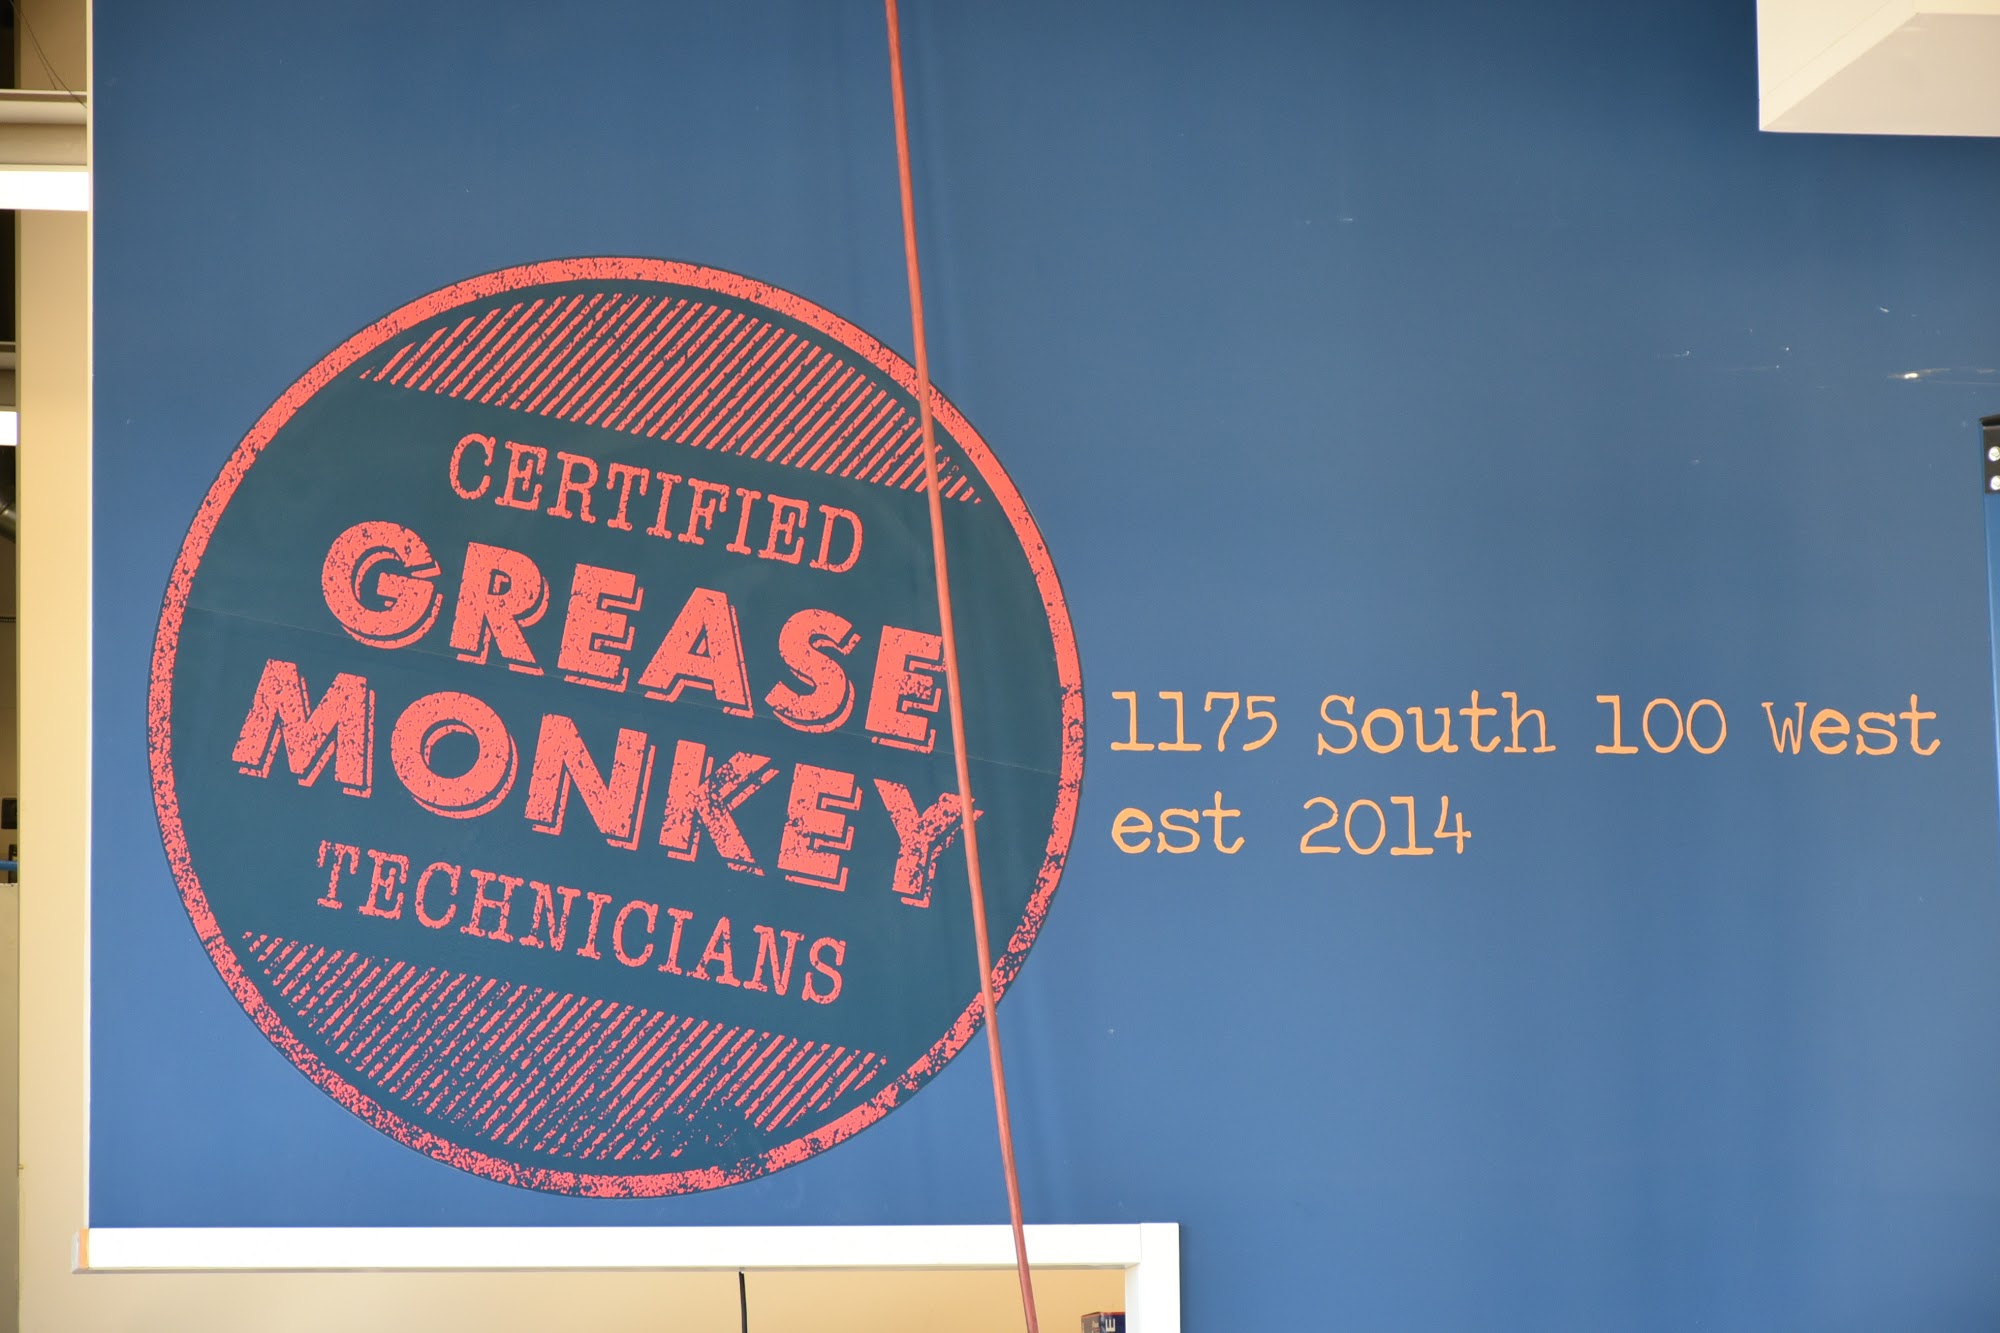 CERTIFIED
GREASE
MONKEY
TECHNICIANS
1175 South 100 West
est 2014